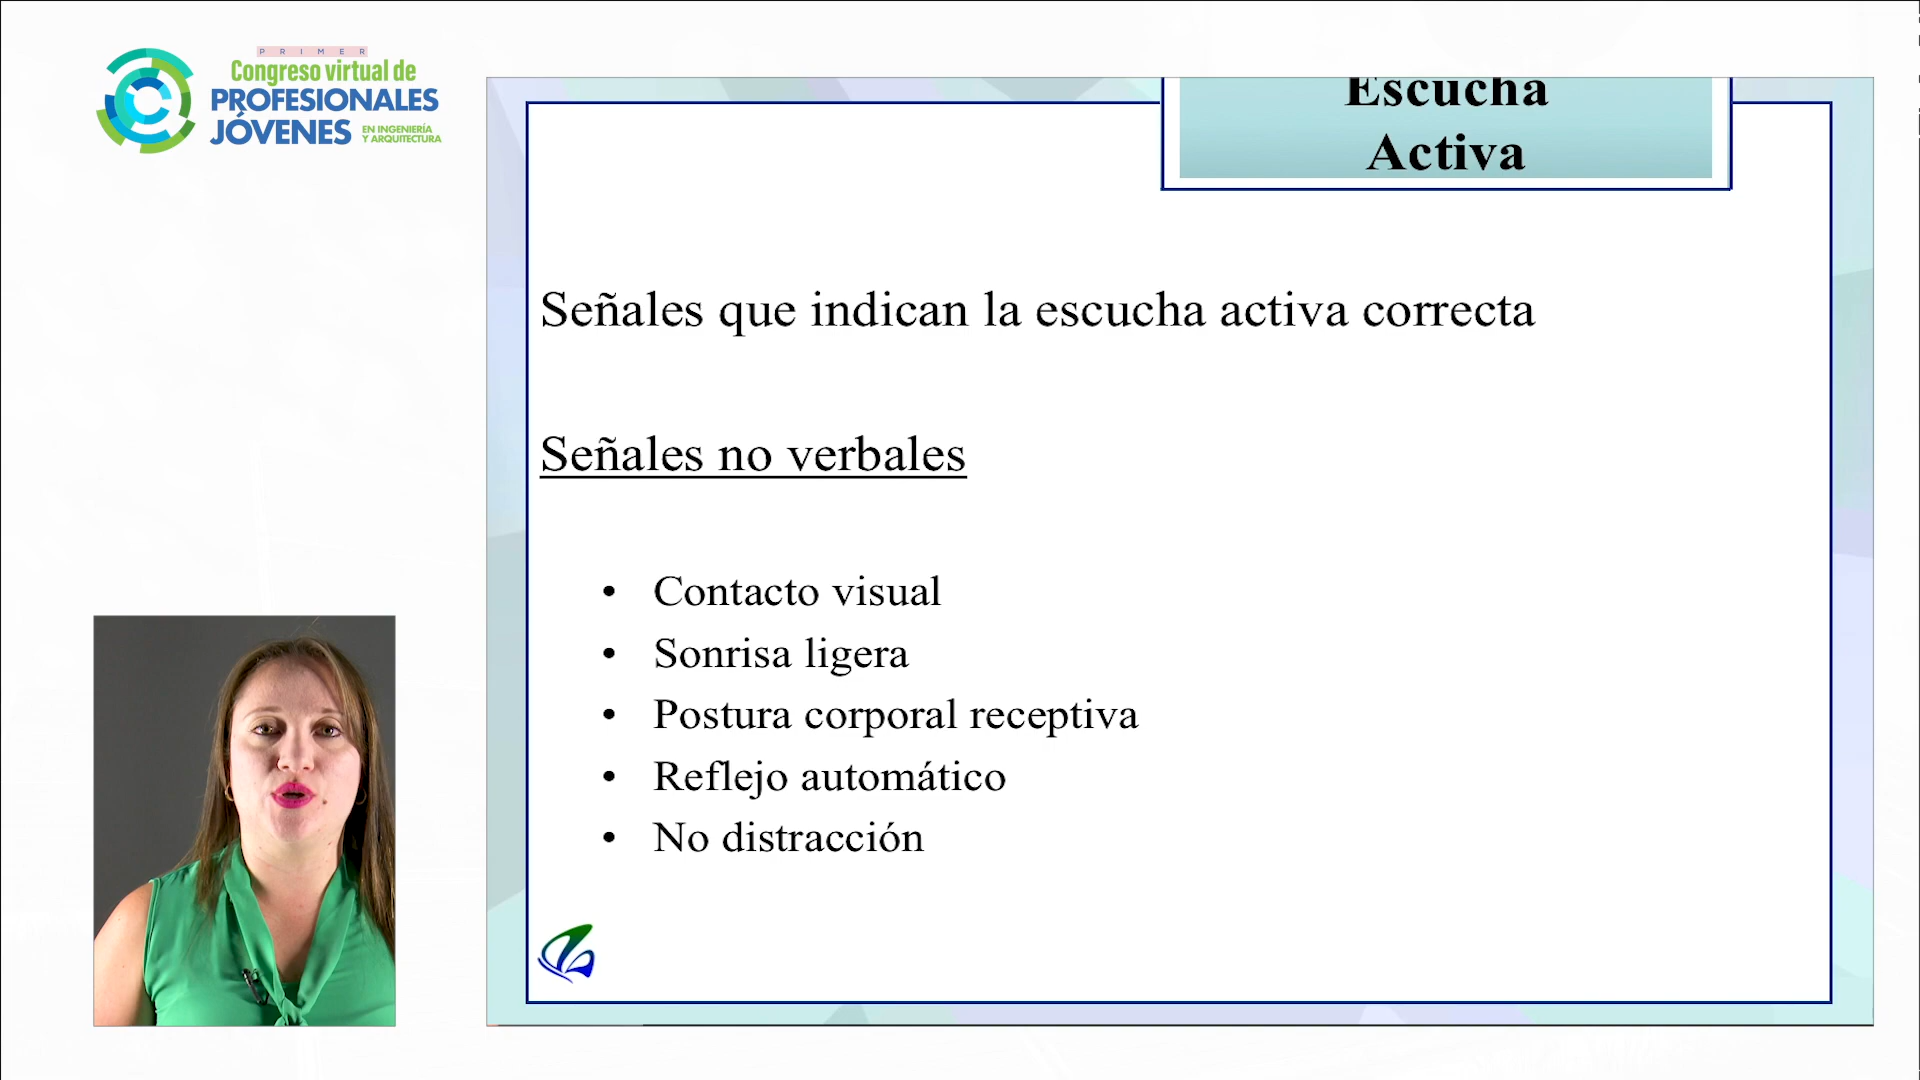 PRIMER
Congreso virtual de
PROFESIONALES
JÓVENES EN INGENIERÍA
Y ARQUITECTURA
Escucha
Activa
Señales que indican la escucha activa correcta
Señales no verbales
• Contacto visual
• Sonrisa ligera
• Postura corporal receptiva
• Reflejo automático
• No distracción